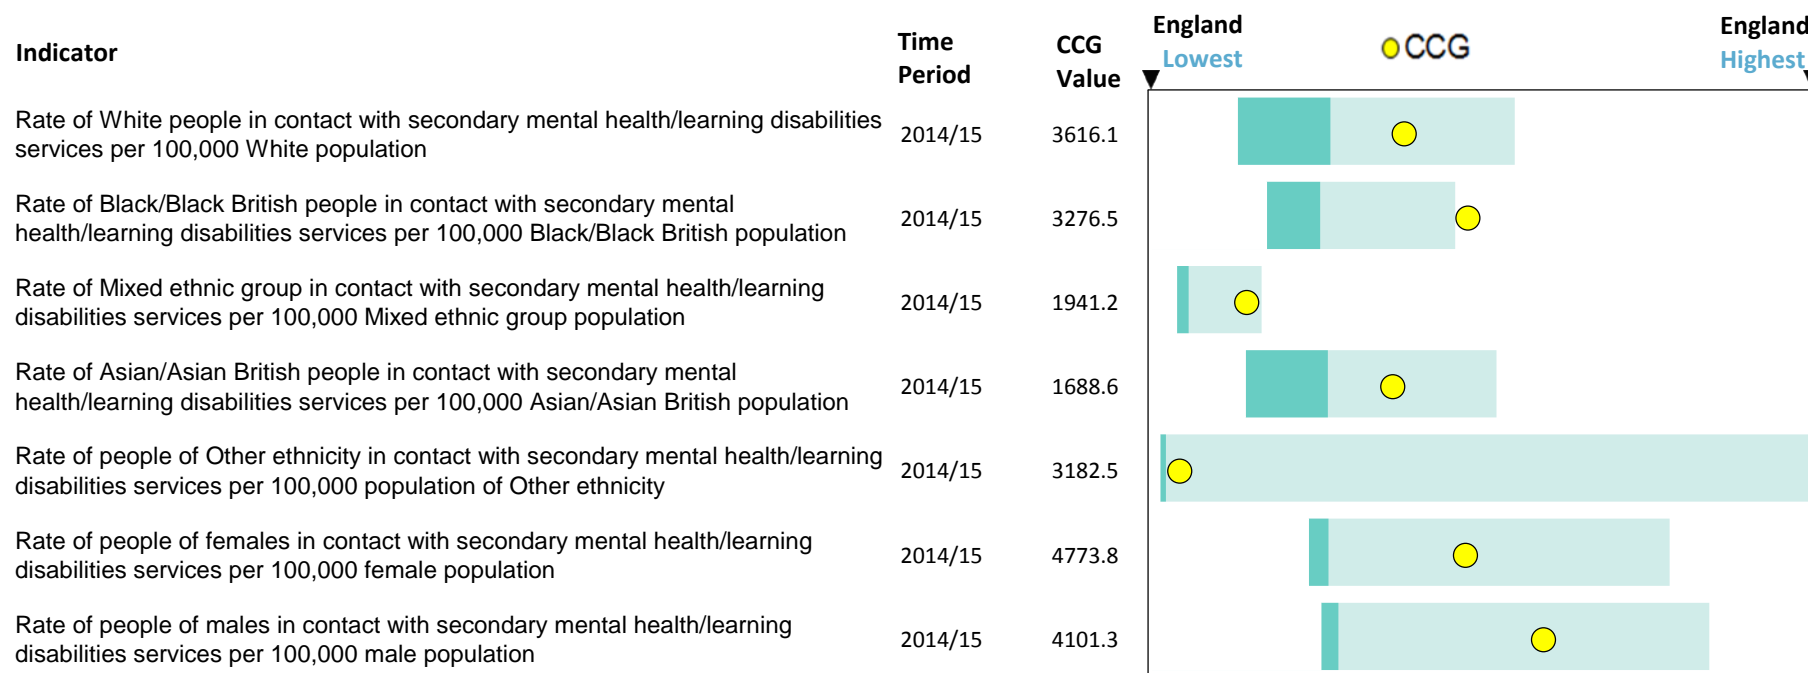 Indicator
Time
Period
CCG
Value
England
Lowest
CCG
England
Highest
Rate of White people in contact with secondary mental health/learning disabilities
services per 100,000 White population
2014/15
3616.1
Rate of Black/Black British people in contact with secondary mental
health/learning disabilities services per 100,000 Black/Black British population
2014/15
3276.5
Rate of Mixed ethnic group in contact with secondary mental health/learning
disabilities services per 100,000 Mixed ethnic group population
2014/15
1941.2
Rate of Asian/Asian British people in contact with secondary mental
health/learning disabilities services per 100,000 Asian/Asian British population
2014/15
1688.6
Rate of people of Other ethnicity in contact with secondary mental health/learning
disabilities services per 100,000 population of Other ethnicity
2014/15
3182.5
Rate of people of females in contact with secondary mental health/learning
disabilities services per 100,000 female population
2014/15
4773.8
Rate of people of males in contact with secondary mental health/learning
disabilities services per 100,000 male population
2014/15
4101.3